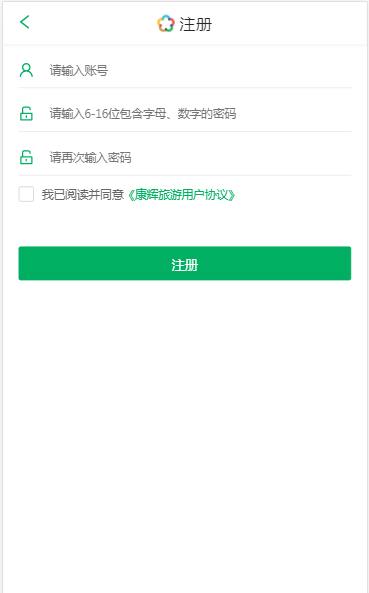 注册
请输入账号
请输入6-16位包含字母、数字的密码
请再次输入密码
我已阅读并同意《康辉旅游用户协议》
注册